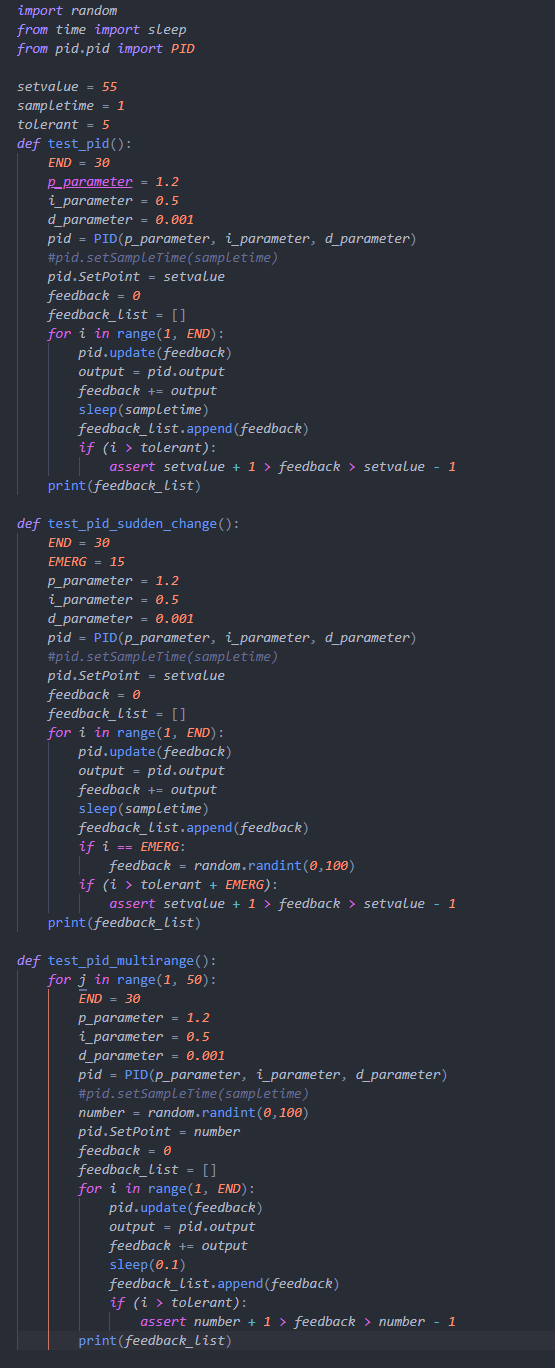 import random
from time import sleep
from pid.pid import PID

setvalue = 55
sampletime = 1
tolerant = 5
def test_pid():
    END = 30
    p_parameter = 1.2
    i_parameter = 0.5
    d_parameter = 0.001
    pid = PID(p_parameter, i_parameter, d_parameter)
    #pid.setSampleTime(sampletime)
    pid.SetPoint = setvalue
    feedback = 0
    feedback_list = []
    for i in range(1, END):
        pid.update(feedback)
        output = pid.output
        feedback += output
        sleep(sampletime)
        feedback_list.append(feedback)
        if (i > tolerant):
            assert setvalue + 1 > feedback > setvalue - 1
    print(feedback_list)

def test_pid_sudden_change():
    END = 30
    EMERG = 15
    p_parameter = 1.2
    i_parameter = 0.5
    d_parameter = 0.001
    pid = PID(p_parameter, i_parameter, d_parameter)
    #pid.setSampleTime(sampletime)
    pid.SetPoint = setvalue
    feedback = 0
    feedback_list = []
    for i in range(1, END):
        pid.update(feedback)
        output = pid.output
        feedback += output
        sleep(sampletime)
        feedback_list.append(feedback)
        if i == EMERG:
            feedback = random.randint(0,100)
        if (i > tolerant + EMERG):
            assert setvalue + 1 > feedback > setvalue - 1
    print(feedback_list)

def test_pid_multirange():
    for j in range(1, 50):
        END = 30
        p_parameter = 1.2
        i_parameter = 0.5
        d_parameter = 0.001
        pid = PID(p_parameter, i_parameter, d_parameter)
        #pid.setSampleTime(sampletime)
        number = random.randint(0,100)
        pid.SetPoint = number
        feedback = 0
        feedback_list = []
        for i in range(1, END):
            pid.update(feedback)
            output = pid.output
            feedback += output
            sleep(0.1)
            feedback_list.append(feedback)
            if (i > tolerant):
                assert number + 1 > feedback > number - 1
        print(feedback_list)